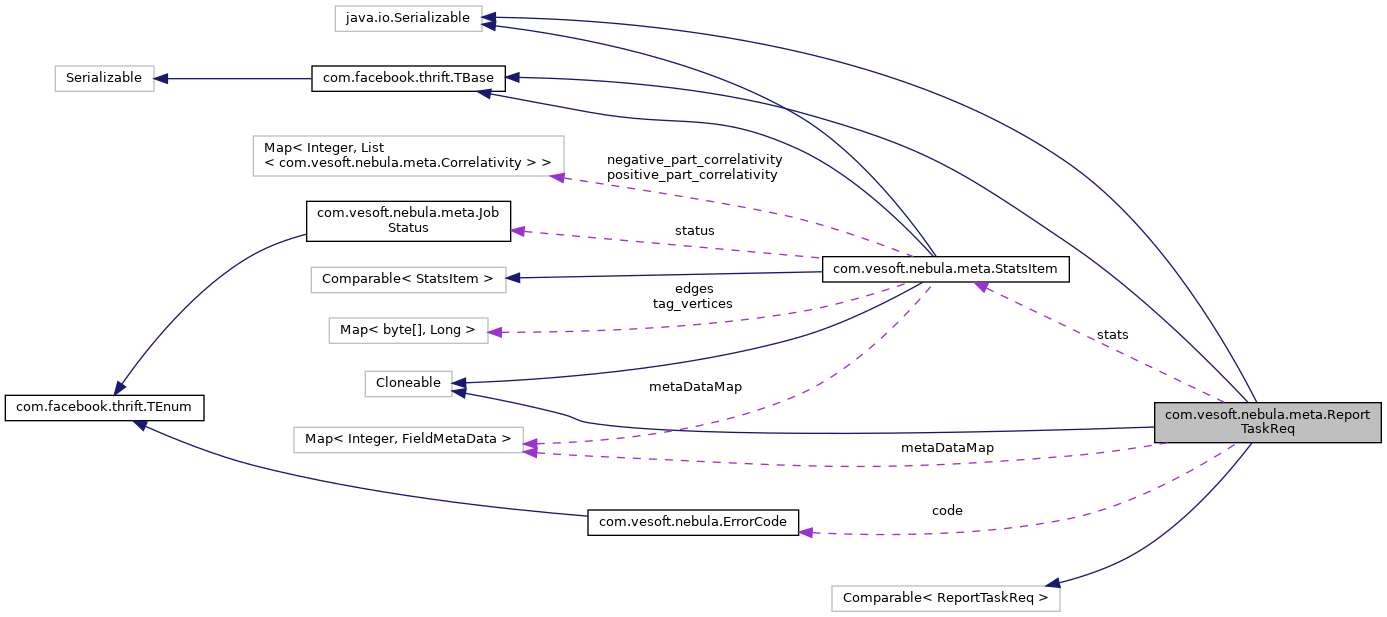 java.io.Serializable
Serializable
com.facebook.thrift.TBase
Map< Integer, List
< com.vesoft.nebula.meta.Correlativity > >
negative_part_correlativity
positive_part_correlativity
com.vesoft.nebula.meta.Job
Status
status
com.vesoft.nebula.meta.StatsItem
Comparable< StatsItem >
edges
tag_vertices
Map< byte[], Long >
stats
Cloneable
metaDataMap
com.facebook.thrift.TEnum
com.vesoft.nebula.meta.Report
TaskReq
Map< Integer, FieldMetaData >
metaDataMap
code
com.vesoft.nebula.ErrorCode
Comparable< ReportTaskReq >